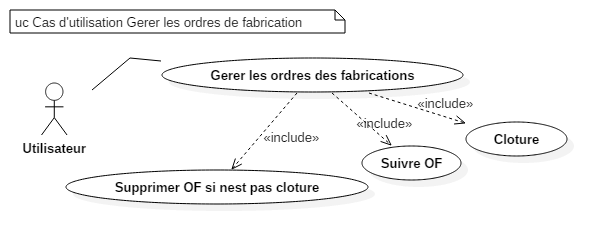 uc Cas d'utilisation Gerer les ordres de fabrication
Gerer les ordres des fabrications
«include»
«include»
«include»
Utilisateur
Cloture
Suivre OF
Supprimer OF si nest pas cloture